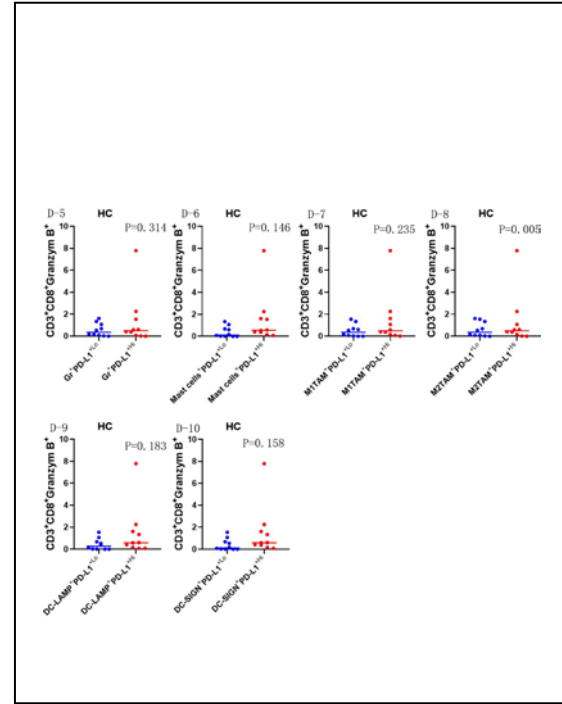 D-5 HC
P=0.314
CD3+CD8+Granzym B+
10
8
6
4
2
0
Gr+PD-L1+Lo
Gr+PD-L1+Hi
D-6 HC
P=0.146
CD3+CD8+Granzym B+
10
8
6
4
2
0
Mast cells+PD-L1+Lo
Mast cells+PD-L1+Hi
D-7 HC
P=0.235
CD3+CD8+Granzym B+
10
8
6
4
2
0
M1TAM+PD-L1+Lo
M1TAM+PD-L1+Hi
D-8 HC
P=0.005
CD3+CD8+Granzym B+
10
8
6
4
2
0
M2TAM+PD-L1+Lo
M2TAM+PD-L1+Hi
D-9 HC
P=0.183
CD3+CD8+Granzym B+
10
8
6
4
2
0
DC-LAMP+PD-L1+Lo
DC-LAMP+PD-L1+Hi
D-10 HC
P=0.158
CD3+CD8+Granzym B+
10
8
6
4
2
0
DC-SIGN+PD-L1+Lo
DC-SIGN+PD-L1+Hi